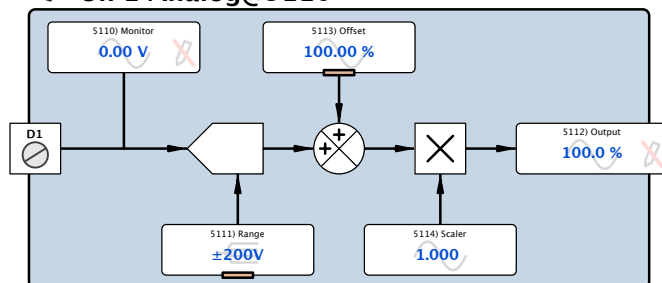 5110) Monitor
0.00 V
5113) Offset
100.00 %
D1
+
+
5112) Output
100.0 %
5111) Range
±200V
5114) Scaler
1.000